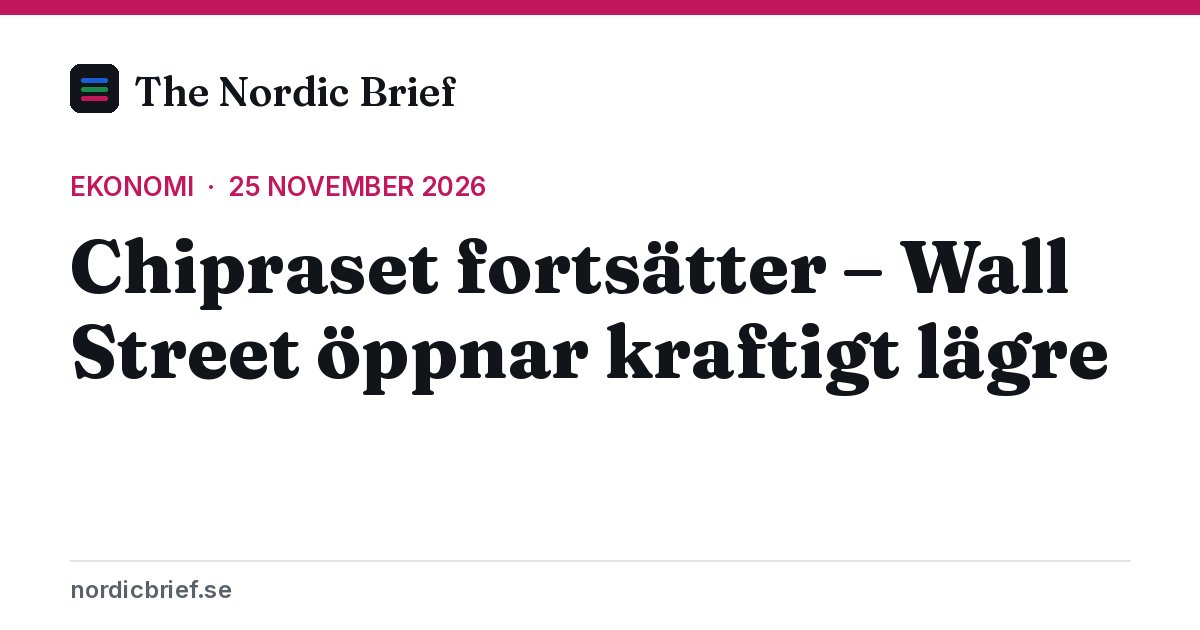 The Nordic Brief
EKONOMI · 25 NOVEMBER 2026
Chipraset fortsätter – Wall
Street öppnar kraftigt lägre
nordicbrief.se